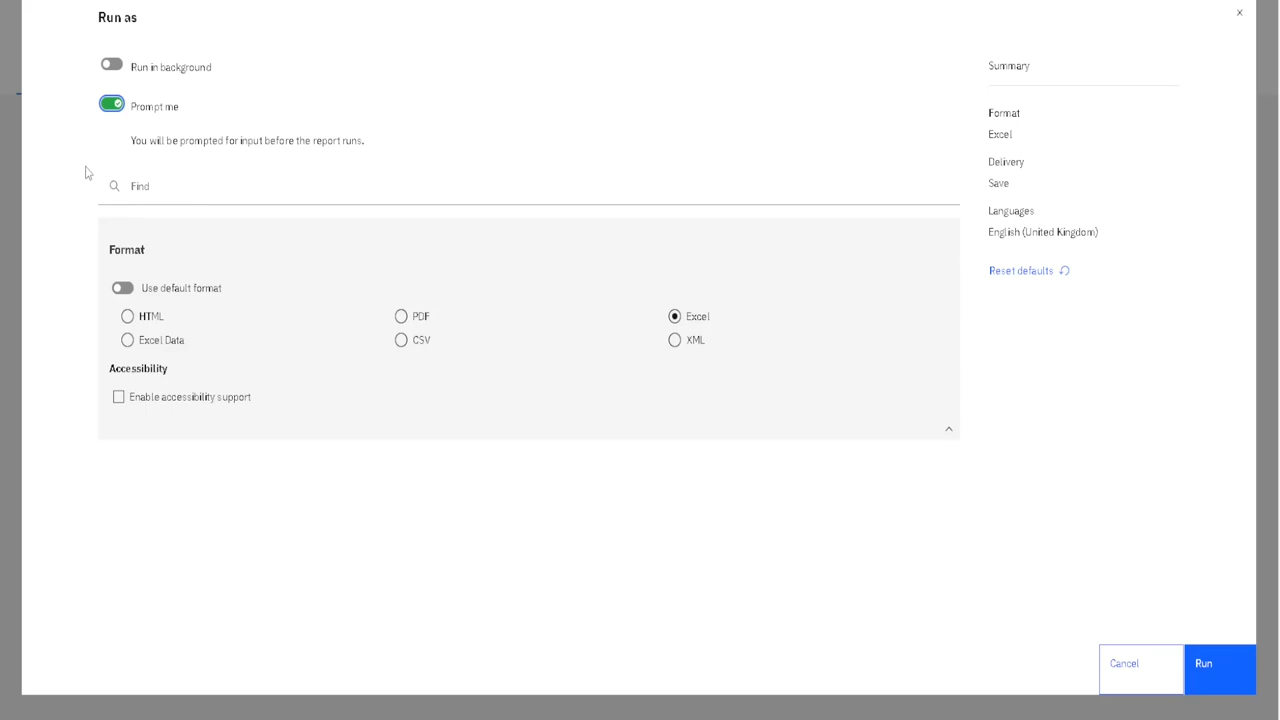 Run as
Run in background
Prompt me
You will be prompted for input before the report runs.
Find
Format
Use default format
HTML
PDF
Excel
Excel Data
CSV
XML
Accessibility
Enable accessibility support
Summary
Format
Excel
Delivery
Save
Languages
English (United Kingdom)
Reset defaults
Cancel
Run